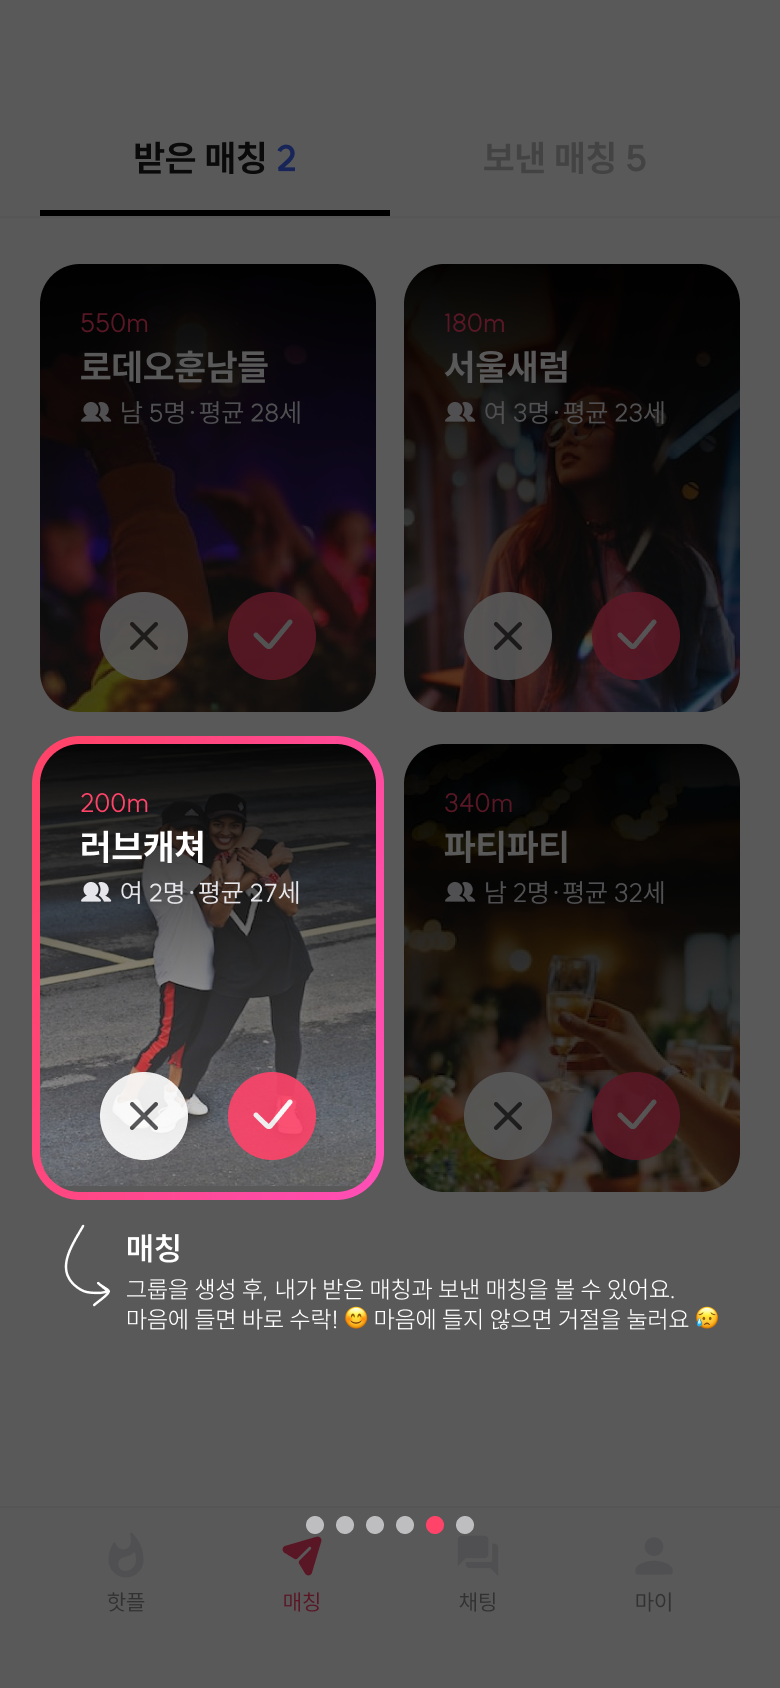 받은 매칭 2
보낸 매칭 5
550m
로데오훈남들
남 5명·평균 28세
180m
서울새럼
여 3명·평균 23세
200m
러브캐쳐
여 2명·평균 27세
340m
파티파티
남 2명·평균 32세
매칭
그룹을 생성 후, 내가 받은 매칭과 보낸 매칭을 볼 수 있어요.
마음에 들면 바로 수락! 😊 마음에 들지 않으면 거절을 눌러요 😥
핫플
매칭
채팅
마이